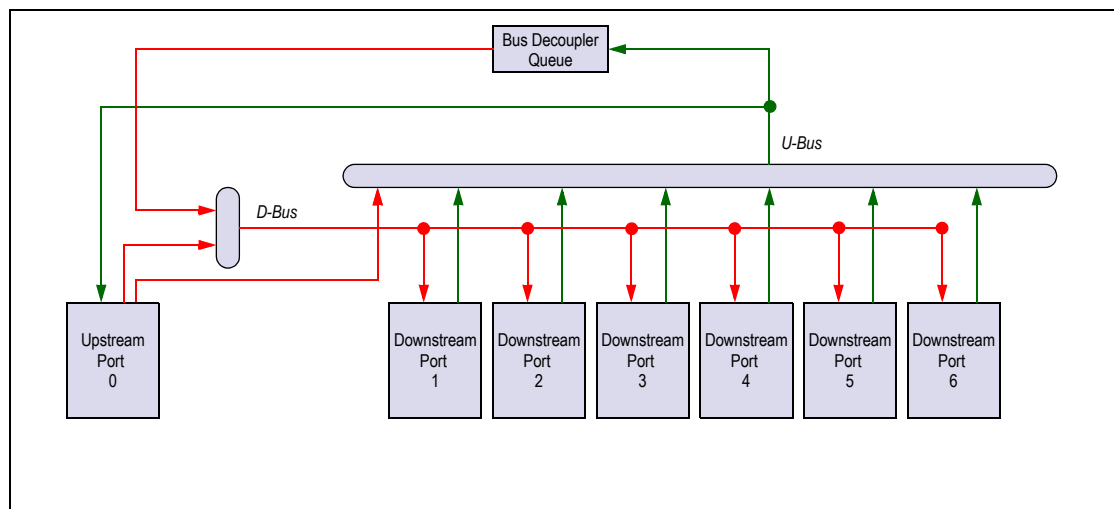 Bus Decoupler
Queue
U-Bus
D-Bus
Upstream
Port
0
Downstream
Port
1
Downstream
Port
2
Downstream
Port
3
Downstream
Port
4
Downstream
Port
5
Downstream
Port
6